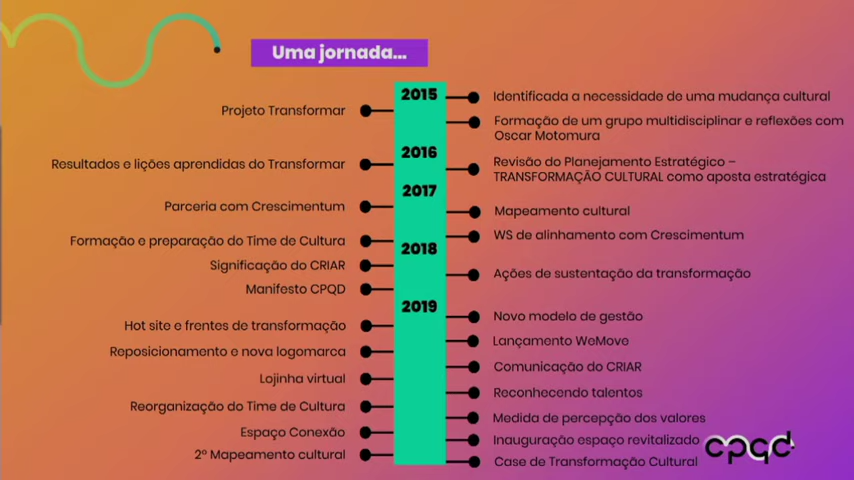 Uma jornada...
2015
Projeto Transformar
Identificada a necessidade de uma mudança cultural
Formação de um grupo multidisciplinar e reflexões com
Oscar Motomura
2016
Resultados e lições aprendidas do Transformar
Revisão do Planejamento Estratégico –
TRANSFORMAÇÃO CULTURAL como aposta estratégica
2017
Parceria com Crescimentum
Mapeamento cultural
Formação e preparação do Time de Cultura
WS de alinhamento com Crescimentum
2018
Significação do CRIAR
Ações de sustentação da transformação
Manifesto CPQD
2019
Hot site e frentes de transformação
Novo modelo de gestão
Reposicionamento e nova logomarca
Lançamento WeMove
Lojinha virtual
Comunicação do CRIAR
Reorganização do Time de Cultura
Reconhecendo talentos
Medida de percepção dos valores
Espaço Conexão
Inauguração espaço revitalizado
2º Mapeamento cultural
Case de Transformação Cultural
cpqd